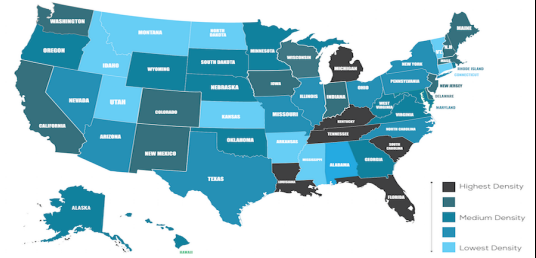 WASHINGTON
OREGON
CALIFORNIA
NEVADA
IDAHO
MONTANA
WYOMING
UTAH
ARIZONA
COLORADO
NEW MEXICO
NORTH DAKOTA
SOUTH DAKOTA
NEBRASKA
KANSAS
OKLAHOMA
TEXAS
MINNESOTA
IOWA
MISSOURI
ARKANSAS
LOUISIANA
WISCONSIN
ILLINOIS
MICHIGAN
INDIANA
OHIO
KENTUCKY
TENNESSEE
MISSISSIPPI
ALABAMA
GEORGIA
FLORIDA
SOUTH CAROLINA
NORTH CAROLINA
VIRGINIA
WEST VIRGINIA
PENNSYLVANIA
NEW YORK
MAINE
VT.
N.H.
MASS.
RHODE ISLAND
CONNECTICUT
NEW JERSEY
DELAWARE
MARYLAND
ALASKA
HAWAII
Highest Density
Medium Density
Lowest Density